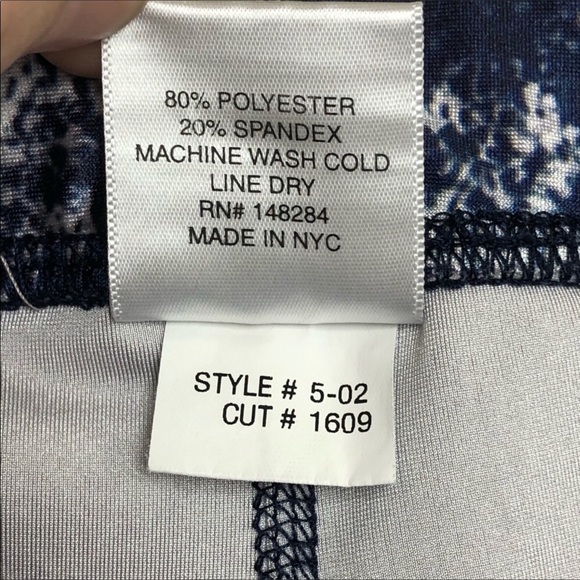 80% POLYESTER
20% SPANDEX
MACHINE WASH COLD
LINE DRY
RN# 148284
MADE IN NYC
STYLE # 5-02
CUT # 1609